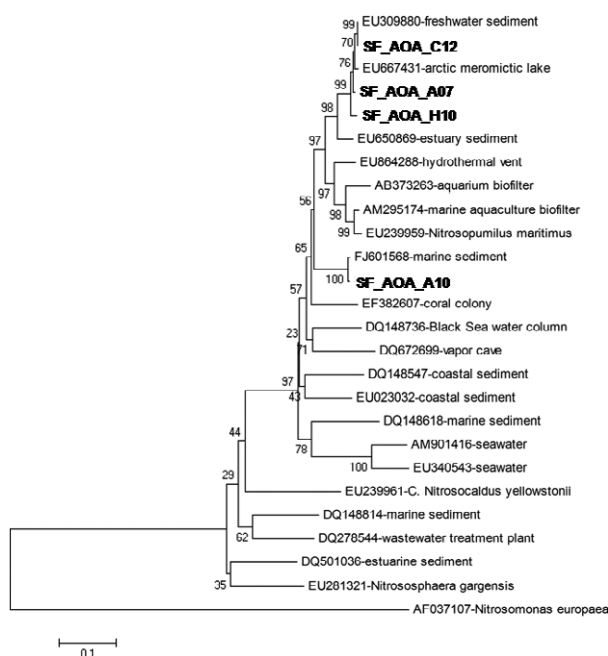 99
EU309880-freshwater sediment
70
SF_AOA_C12
76
EU667431-arctic meromictic lake
99
SF_AOA_A07
SF_AOA_H10
98
EU650869-estuary sediment
97
EU864288-hydrothermal vent
97
AB373263-aquarium biofilter
56
98
AM295174-marine aquaculture biofilter
99
EU239959-Nitrosopumilus maritimus
65
FJ601568-marine sediment
100
SF_AOA_A10
57
EF382607-coral colony
23
DQ148736-Black Sea water column
71
DQ672699-vapor cave
97
DQ148547-coastal sediment
43
EU023032-coastal sediment
DQ148618-marine sediment
78
AM901416-seawater
100
EU340543-seawater
44
EU239961-C. Nitrosocaldus yellowstonii
29
DQ148814-marine sediment
62
DQ278544-wastewater treatment plant
DQ501036-estuarine sediment
35
EU281321-Nitrososphaera gargensis
AF037107-Nitrosomonas europaea
0.1